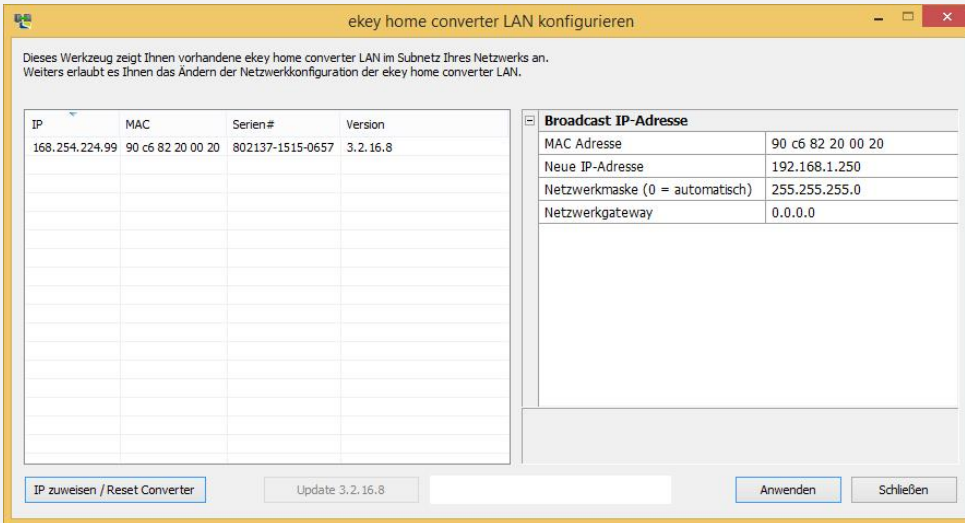 ekey home converter LAN konfigurieren
Dieses Werkzeug zeigt Ihnen vorhandene ekey home converter LAN im Subnetz Ihres Netzwerks an.
Weiters erlaubt es Ihnen das Ändern der Netzwerkkonfiguration der ekey home converter LAN.
IP MAC Serien# Version
168.254.224.99 90 c6 82 20 00 20 802137-1515-0657 3.2.16.8
Broadcast IP-Adresse
MAC Adresse 90 c6 82 20 00 20
Neue IP-Adresse 192.168.1.250
Netzwerkmaske (0 = automatisch) 255.255.255.0
Netzwerkgateway 0.0.0.0
IP zuweisen / Reset Converter Update 3.2.16.8 Anwenden Schließen